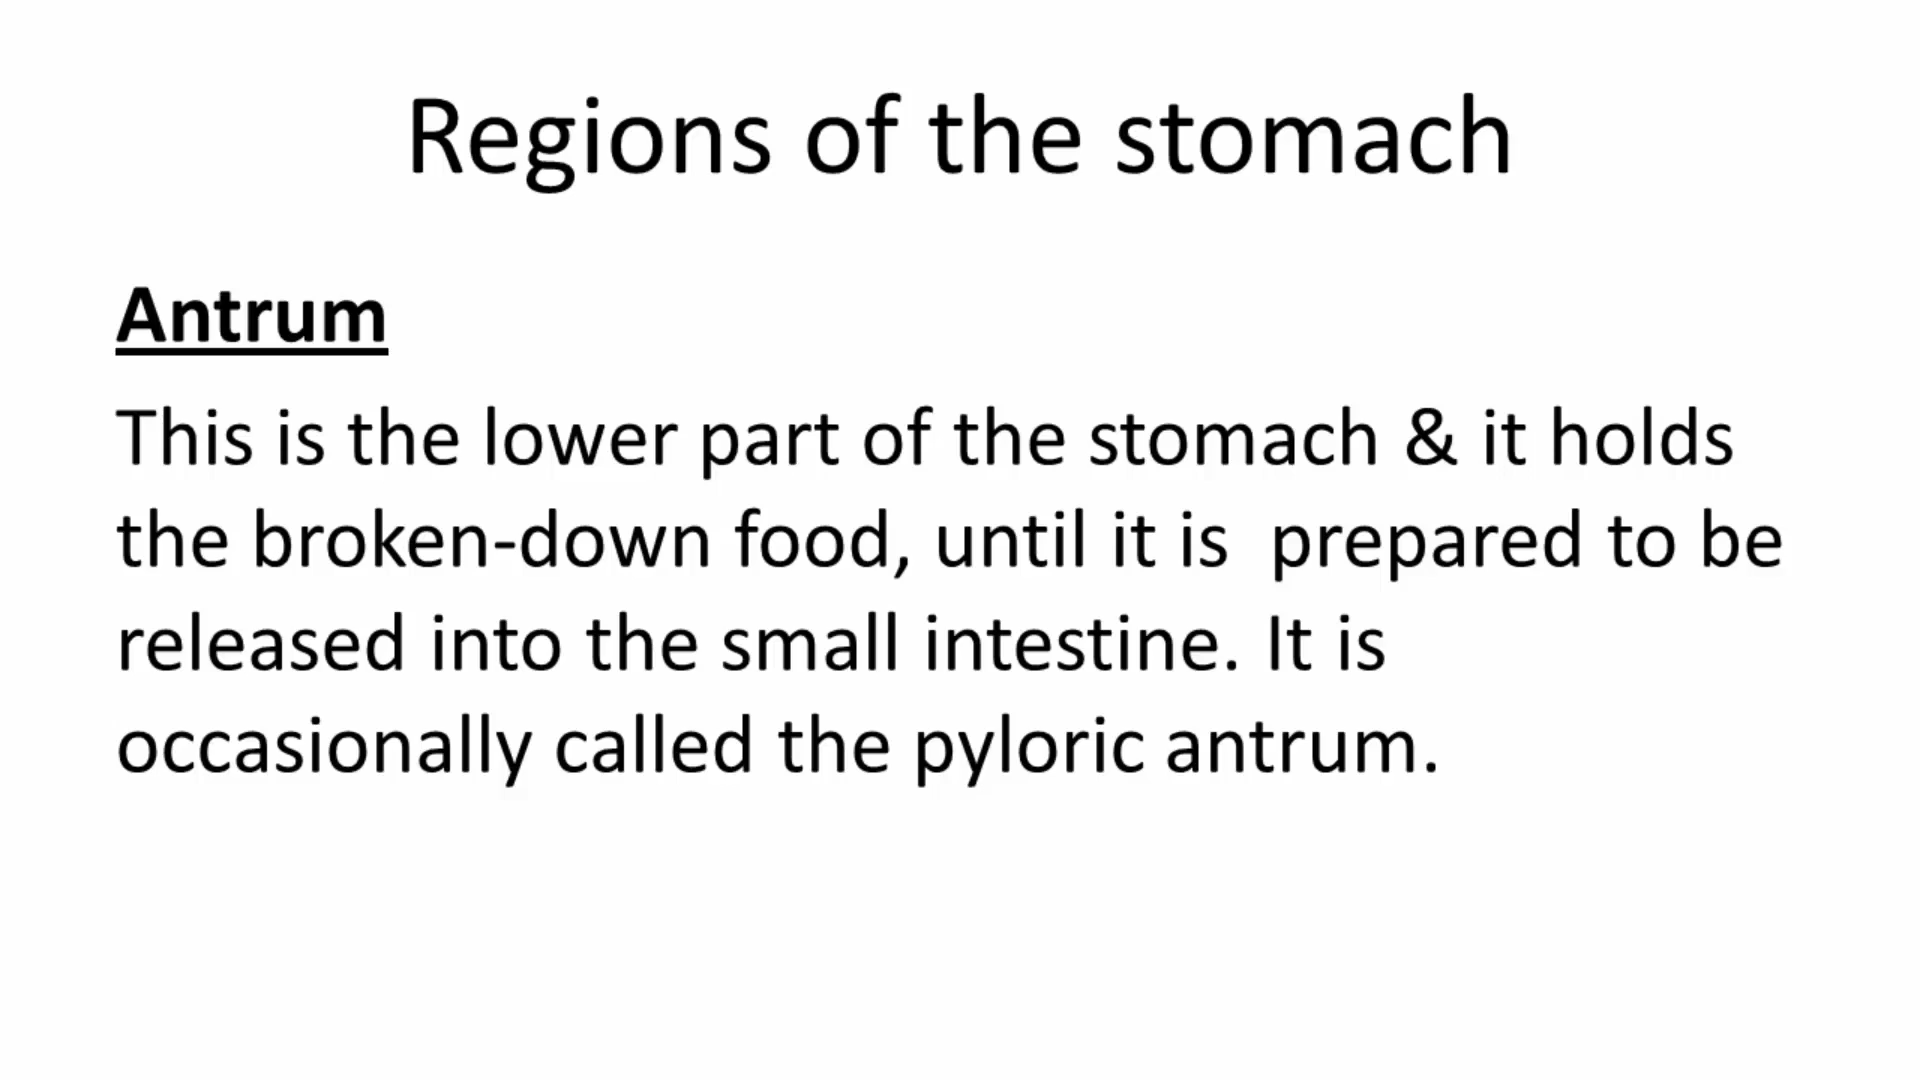 Regions of the stomach
Antrum
This is the lower part of the stomach & it holds
the broken-down food, until it is  prepared to be
released into the small intestine. It is
occasionally called the pyloric antrum.